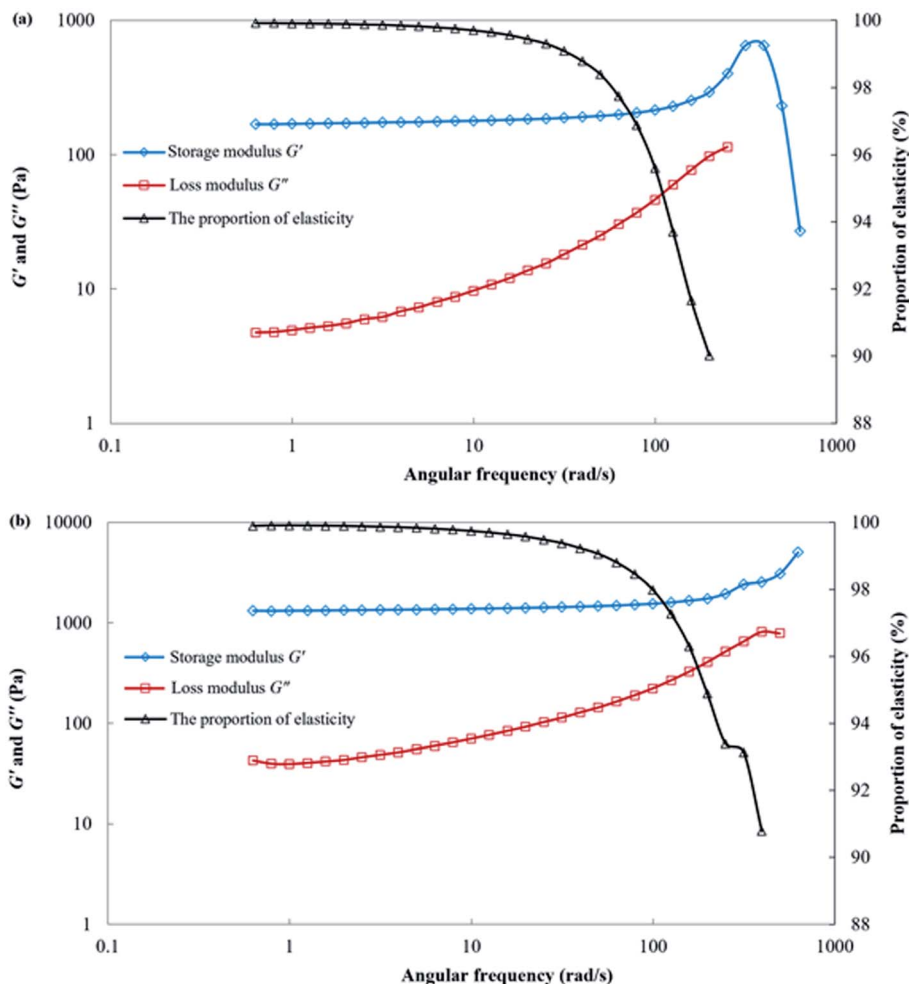 (a)
1000
100
10
1
G′ and G″ (Pa)
Storage modulus G′
Loss modulus G″
The proportion of elasticity
100
98
96
94
92
90
88
Proportion of elasticity (%)
0.1
1
10
100
1000
Angular frequency (rad/s)
(b)
10000
1000
100
10
1
G′ and G″ (Pa)
Storage modulus G′
Loss modulus G″
The proportion of elasticity
100
98
96
94
92
90
88
Proportion of elasticity (%)
0.1
1
10
100
1000
Angular frequency (rad/s)